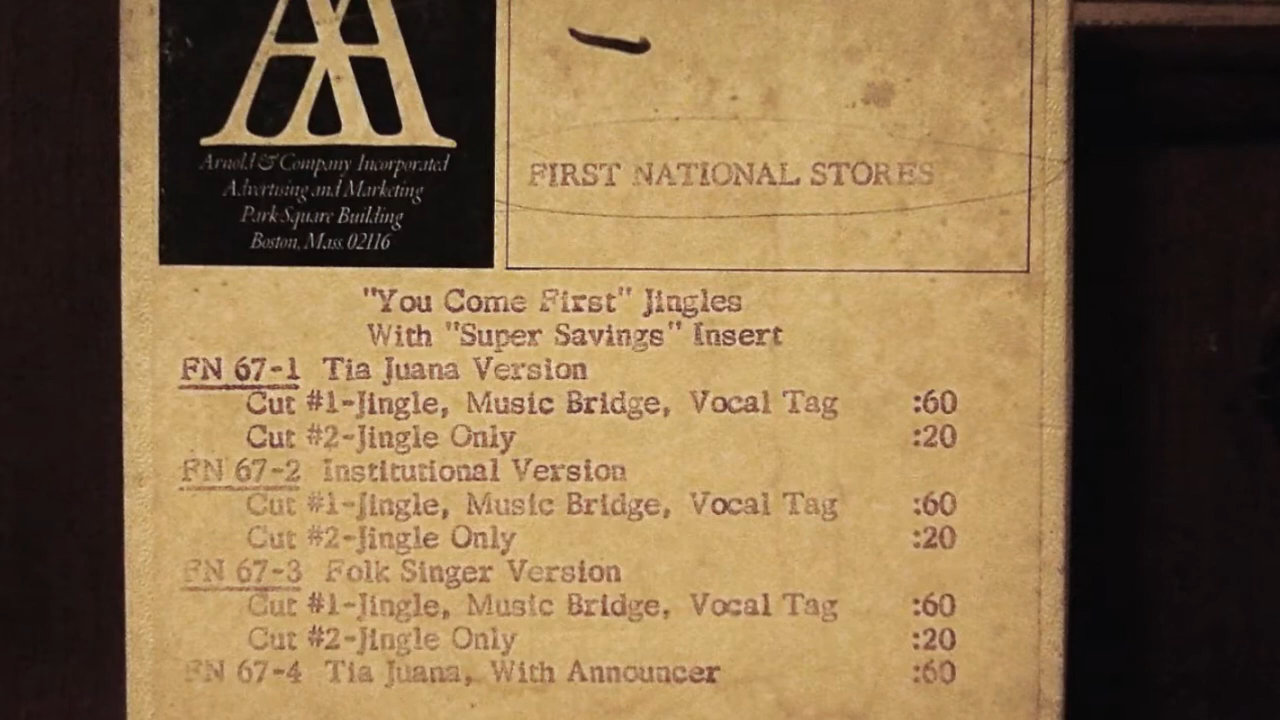 AA
Arnold & Company Incorporated
Advertising and Marketing
Park Square Building
Boston, Mass. 02116
FIRST NATIONAL STORES
"You Come First" Jingles
With "Super Savings" Insert
FN 67-1 Tia Juana Version
Cut #1-Jingle, Music Bridge, Vocal Tag :60
Cut #2-Jingle Only :20
FN 67-2 Institutional Version
Cut #1-Jingle, Music Bridge, Vocal Tag :60
Cut #2-Jingle Only :20
FN 67-3 Folk Singer Version
Cut #1-Jingle, Music Bridge, Vocal Tag :60
Cut #2-Jingle Only :20
FN 67-4 Tia Juana, With Announcer :60